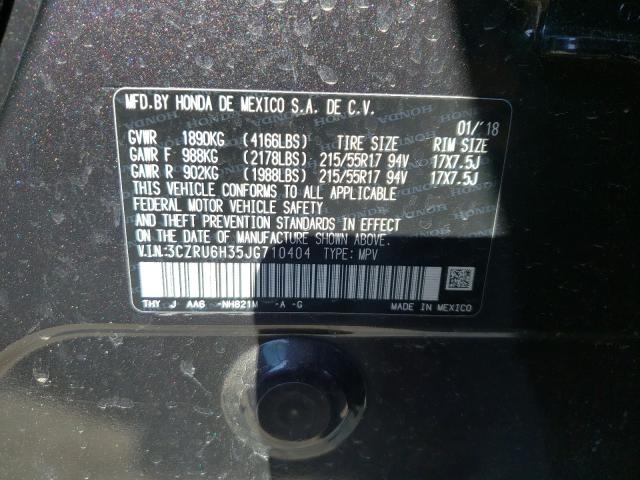 MFD.BY HONDA DE MEXICO S.A. DE C.V.
01/'18
GVWR 1890KG (4166LBS) TIRE SIZE RIM SIZE
GAWR F 988KG (2178LBS) 215/55R17 94V 17X7.5J
GAWR R 902KG (1988LBS) 215/55R17 94V 17X7.5J
THIS VEHICLE CONFORMS TO ALL APPLICABLE
FEDERAL MOTOR VEHICLE SAFETY
AND THEFT PREVENTION STANDARDS IN EFFECT
ON THE DATE OF MANUFACTURE SHOWN ABOVE.
V.I.N:3CZRU6H35JG710404 TYPE: MPV
THY J AA6 -NH821M -A -G
MADE IN MEXICO